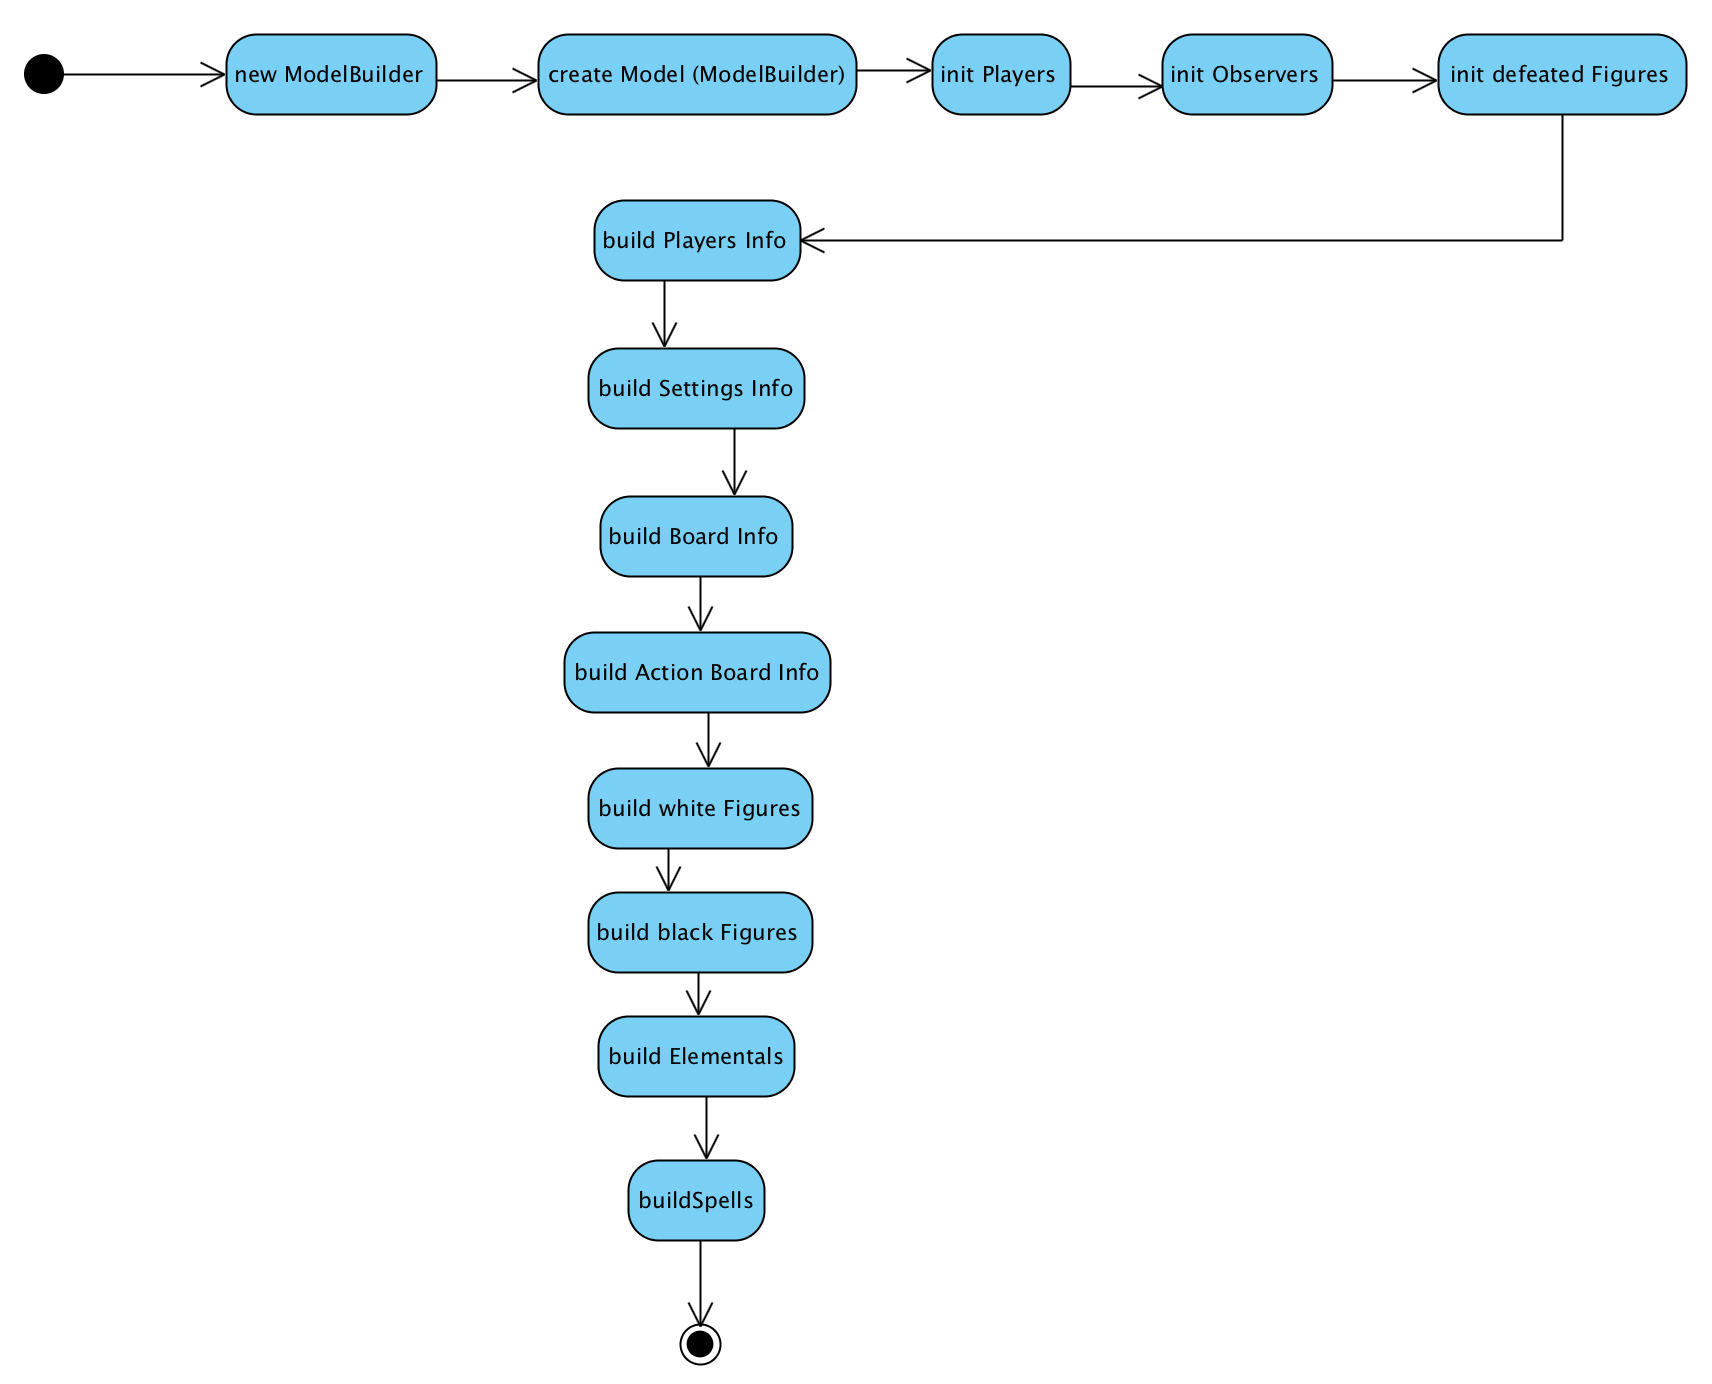 new ModelBuilder
create Model (ModelBuilder)
init Players
init Observers
init defeated Figures
build Players Info
build Settings Info
build Board Info
build Action Board Info
build white Figures
build black Figures
build Elementals
buildSpells